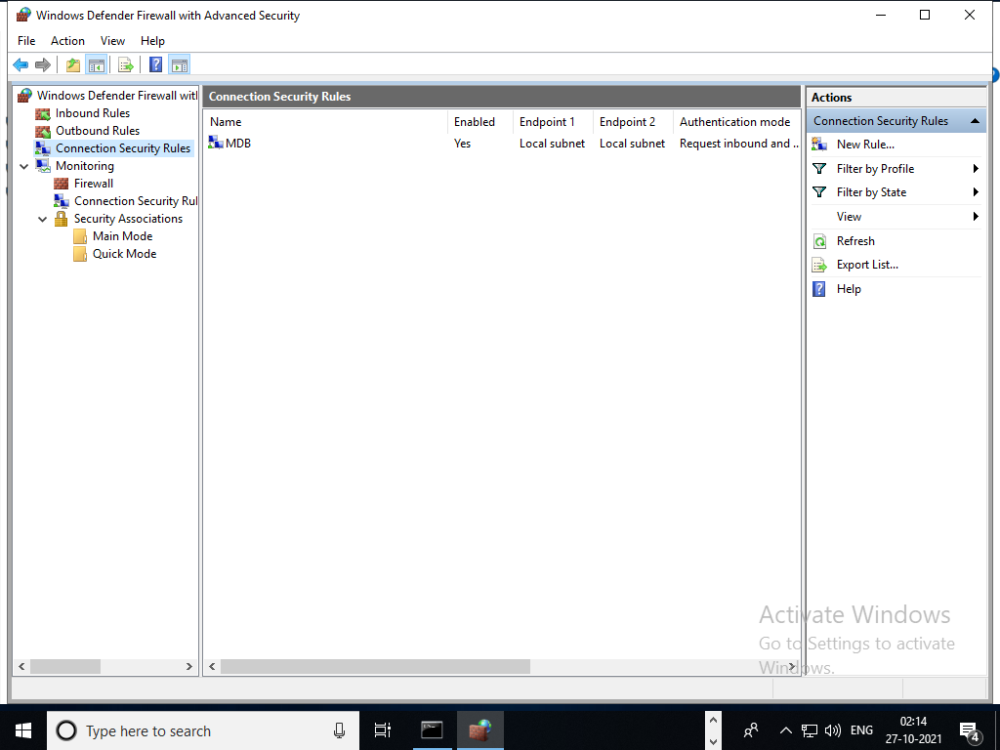 Windows Defender Firewall with Advanced Security
File Action View Help
Windows Defender Firewall wit
Inbound Rules
Outbound Rules
Connection Security Rules
Monitoring
Firewall
Connection Security Rul
Security Associations
Main Mode
Quick Mode
Connection Security Rules
Name Enabled Endpoint 1 Endpoint 2 Authentication mode
MDB Yes Local subnet Local subnet Request inbound and ..
Actions
Connection Security Rules
New Rule...
Filter by Profile
Filter by State
View
Refresh
Export List...
Help
Activate Windows
Go to Settings to activate
Windows.
Type here to search
ENG
02:14
27-10-2021
4